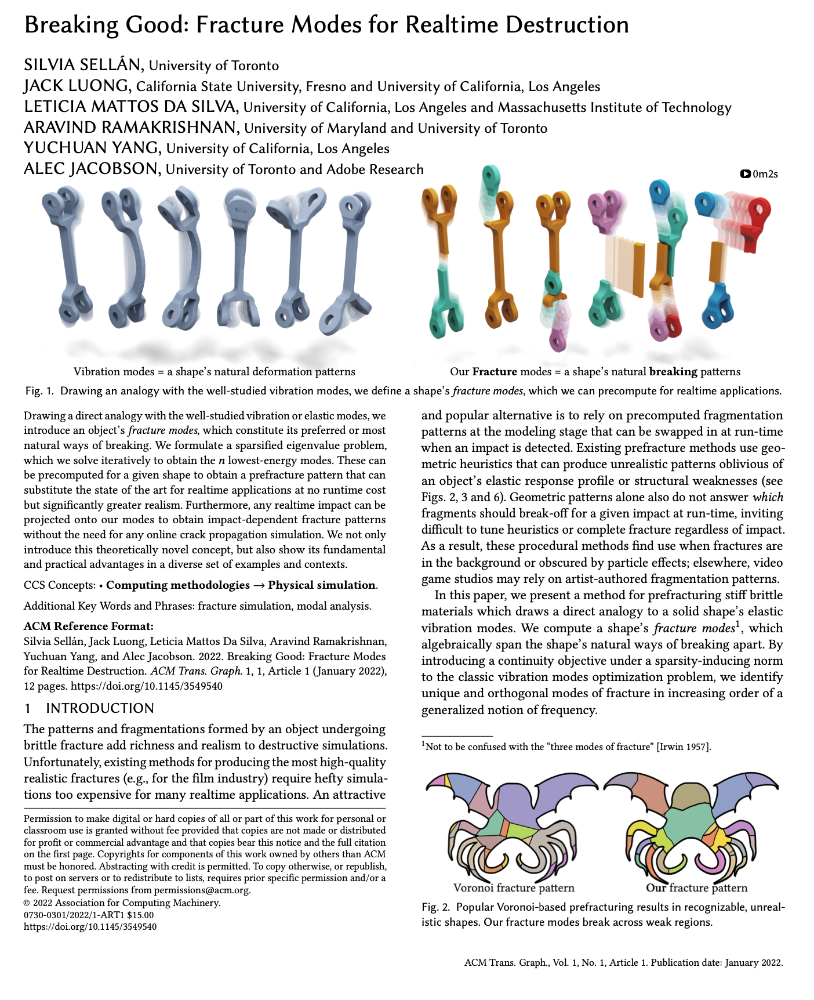 Breaking Good: Fracture Modes for Realtime Destruction
SILVIA SELLÁN, University of Toronto
JACK LUONG, California State University, Fresno and University of California, Los Angeles
LETICIA MATTOS DA SILVA, University of California, Los Angeles and Massachusetts Institute of Technology
ARAVIND RAMAKRISHNAN, University of Maryland and University of Toronto
YUCHUAN YANG, University of California, Los Angeles
ALEC JACOBSON, University of Toronto and Adobe Research
0m2s
Vibration modes = a shape's natural deformation patterns
Our Fracture modes = a shape's natural breaking patterns
Fig. 1. Drawing an analogy with the well-studied vibration modes, we define a shape's fracture modes, which we can precompute for realtime applications.
Drawing a direct analogy with the well-studied vibration or elastic modes, we
introduce an object's fracture modes, which constitute its preferred or most
natural ways of breaking. We formulate a sparsified eigenvalue problem,
which we solve iteratively to obtain the n lowest-energy modes. These can
be precomputed for a given shape to obtain a prefracture pattern that can
substitute the state of the art for realtime applications at no runtime cost
but significantly greater realism. Furthermore, any realtime impact can be
projected onto our modes to obtain impact-dependent fracture patterns
without the need for any online crack propagation simulation. We not only
introduce this theoretically novel concept, but also show its fundamental
and practical advantages in a diverse set of examples and contexts.
CCS Concepts: • Computing methodologies → Physical simulation.
Additional Key Words and Phrases: fracture simulation, modal analysis.
ACM Reference Format:
Silvia Sellán, Jack Luong, Leticia Mattos Da Silva, Aravind Ramakrishnan,
Yuchuan Yang, and Alec Jacobson. 2022. Breaking Good: Fracture Modes
for Realtime Destruction. ACM Trans. Graph. 1, 1, Article 1 (January 2022),
12 pages. https://doi.org/10.1145/3549540
1 INTRODUCTION
The patterns and fragmentations formed by an object undergoing
brittle fracture add richness and realism to destructive simulations.
Unfortunately, existing methods for producing the most high-quality
realistic fractures (e.g., for the film industry) require hefty simula-
tions too expensive for many realtime applications. An attractive
Permission to make digital or hard copies of all or part of this work for personal or
classroom use is granted without fee provided that copies are not made or distributed
for profit or commercial advantage and that copies bear this notice and the full citation
on the first page. Copyrights for components of this work owned by others than ACM
must be honored. Abstracting with credit is permitted. To copy otherwise, or republish,
to post on servers or to redistribute to lists, requires prior specific permission and/or a
fee. Request permissions from permissions@acm.org.
© 2022 Association for Computing Machinery.
0730-0301/2022/1-ART1 $15.00
https://doi.org/10.1145/3549540
and popular alternative is to rely on precomputed fragmentation
patterns at the modeling stage that can be swapped in at run-time
when an impact is detected. Existing prefracture methods use geo-
metric heuristics that can produce unrealistic patterns oblivious of
an object's elastic response profile or structural weaknesses (see
Figs. 2, 3 and 6). Geometric patterns alone also do not answer which
fragments should break-off for a given impact at run-time, inviting
difficult to tune heuristics or complete fracture regardless of impact.
As a result, these procedural methods find use when fractures are
in the background or obscured by particle effects; elsewhere, video
game studios may rely on artist-authored fragmentation patterns.
In this paper, we present a method for prefracturing stiff brittle
materials which draws a direct analogy to a solid shape's elastic
vibration modes. We compute a shape's fracture modes1, which
algebraically span the shape's natural ways of breaking apart. By
introducing a continuity objective under a sparsity-inducing norm
to the classic vibration modes optimization problem, we identify
unique and orthogonal modes of fracture in increasing order of a
generalized notion of frequency.
1Not to be confused with the "three modes of fracture" [Irwin 1957].
Voronoi fracture pattern
Our fracture pattern
Fig. 2. Popular Voronoi-based prefracturing results in recognizable, unreal-
istic shapes. Our fracture modes break across weak regions.
ACM Trans. Graph., Vol. 1, No. 1, Article 1. Publication date: January 2022.